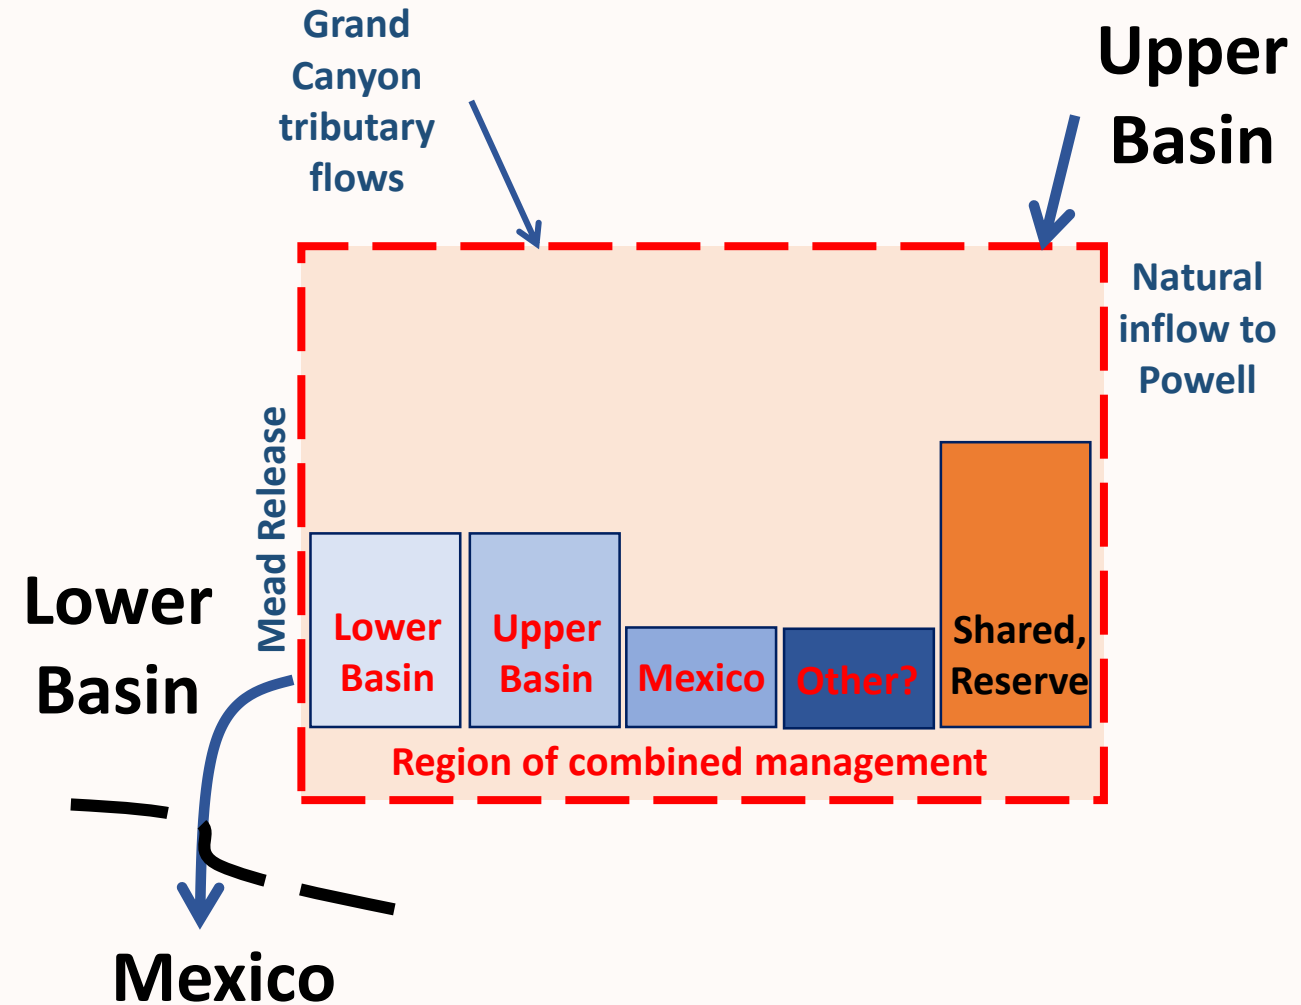 Grand
Canyon
tributary
flows
Upper
Basin
Natural
inflow to
Powell
Mead Release
Lower
Basin
Lower
Basin
Upper
Basin
Mexico
Other?
Shared,
Reserve
Region of combined management
Mexico